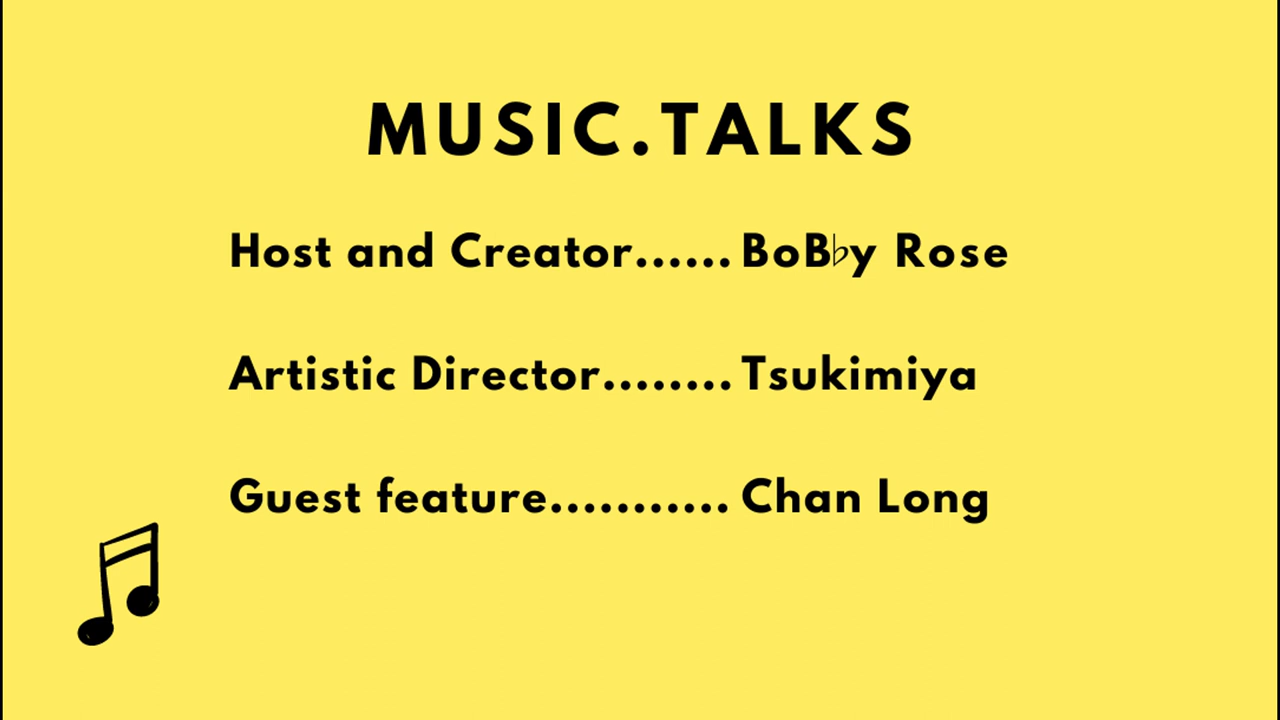 MUSIC.TALKS
Host and Creator...... BoB♭y Rose
Artistic Director........ Tsukimiya
Guest feature........... Chan Long